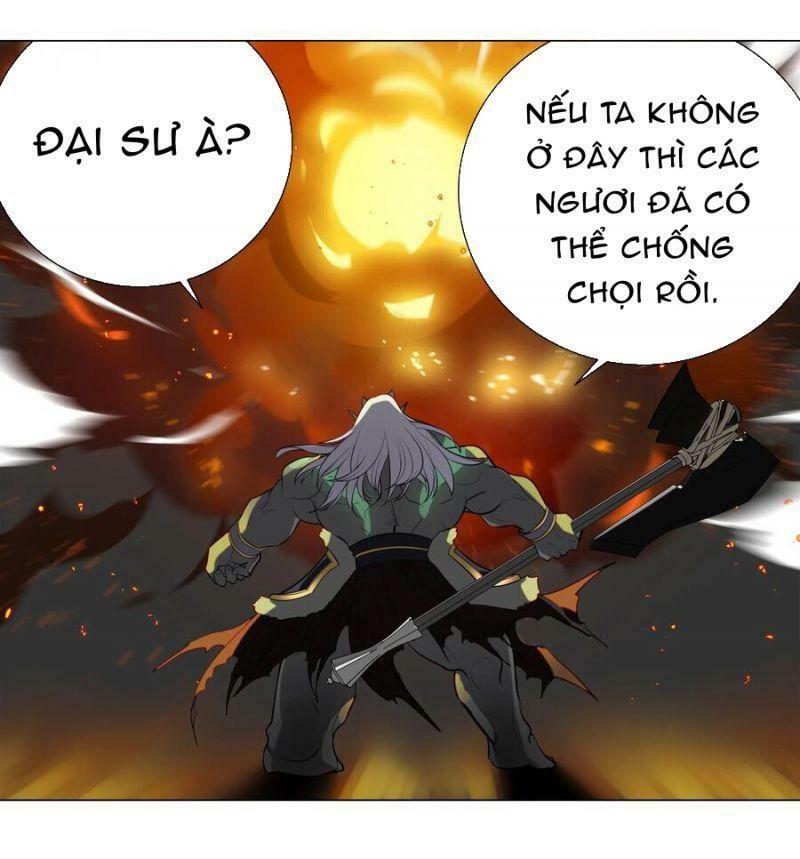 ĐẠI SƯ À?
NẾU TA KHÔNG
Ở ĐÂY THÌ CÁC
NGƯƠI ĐÃ CÓ
THỂ CHỐNG
CHỌI RỒI.